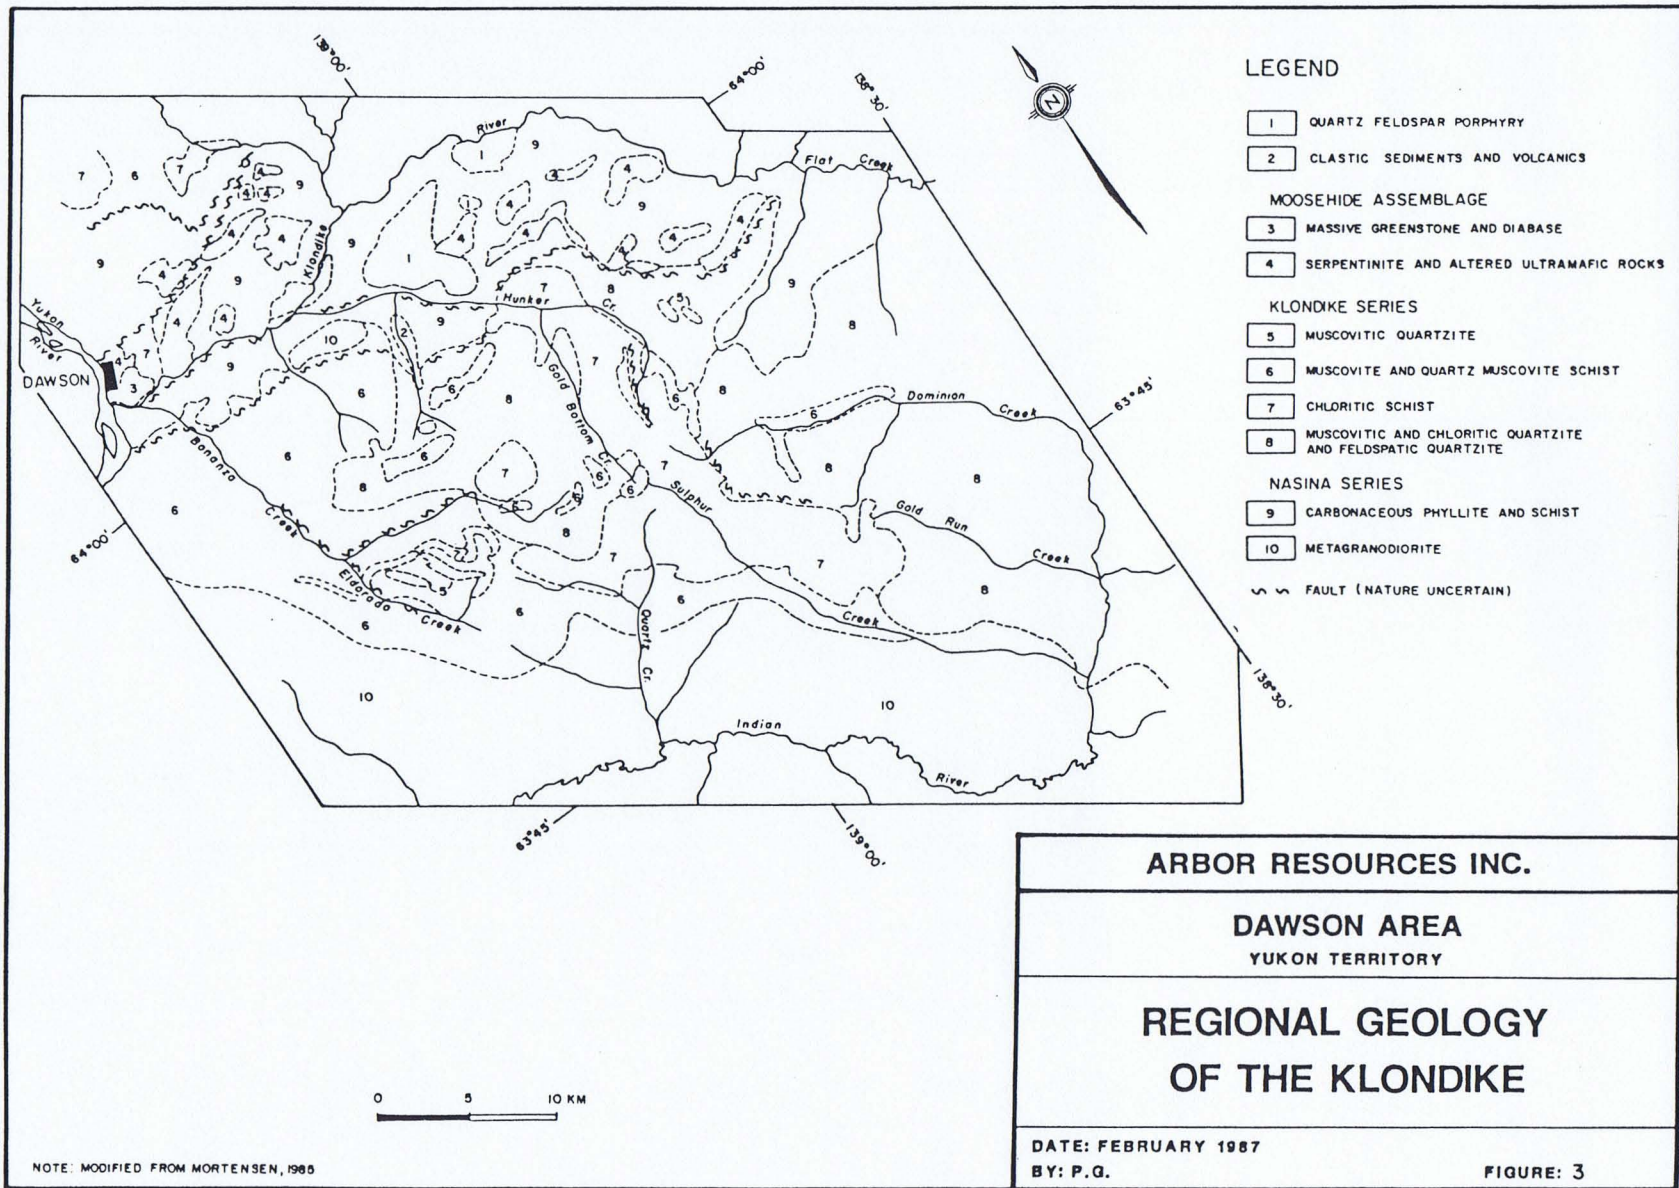 139°00'
64°00'
138°30'
River
Flat Creek
Klondike
Hunker Cr.
Yukon River
DAWSON
Gold Bottom Cr.
Dominion Creek
63°45'
Bonanza Creek
Sulphur Creek
Gold Run Creek
64°00'
Eldorado Creek
Quartz Cr.
Indian River
138°30'
63°45'
139°00'
N
LEGEND
1 QUARTZ FELDSPAR PORPHYRY
2 CLASTIC SEDIMENTS AND VOLCANICS
MOOSEHIDE ASSEMBLAGE
3 MASSIVE GREENSTONE AND DIABASE
4 SERPENTINITE AND ALTERED ULTRAMAFIC ROCKS
KLONDIKE SERIES
5 MUSCOVITIC QUARTZITE
6 MUSCOVITE AND QUARTZ MUSCOVITE SCHIST
7 CHLORITIC SCHIST
8 MUSCOVITIC AND CHLORITIC QUARTZITE
AND FELDSPATIC QUARTZITE
NASINA SERIES
9 CARBONACEOUS PHYLLITE AND SCHIST
10 METAGRANODIORITE
FAULT (NATURE UNCERTAIN)
0 5 10 KM
NOTE: MODIFIED FROM MORTENSEN, 1985
ARBOR RESOURCES INC.
DAWSON AREA
YUKON TERRITORY
REGIONAL GEOLOGY
OF THE KLONDIKE
DATE: FEBRUARY 1987
BY: P.G.
FIGURE: 3